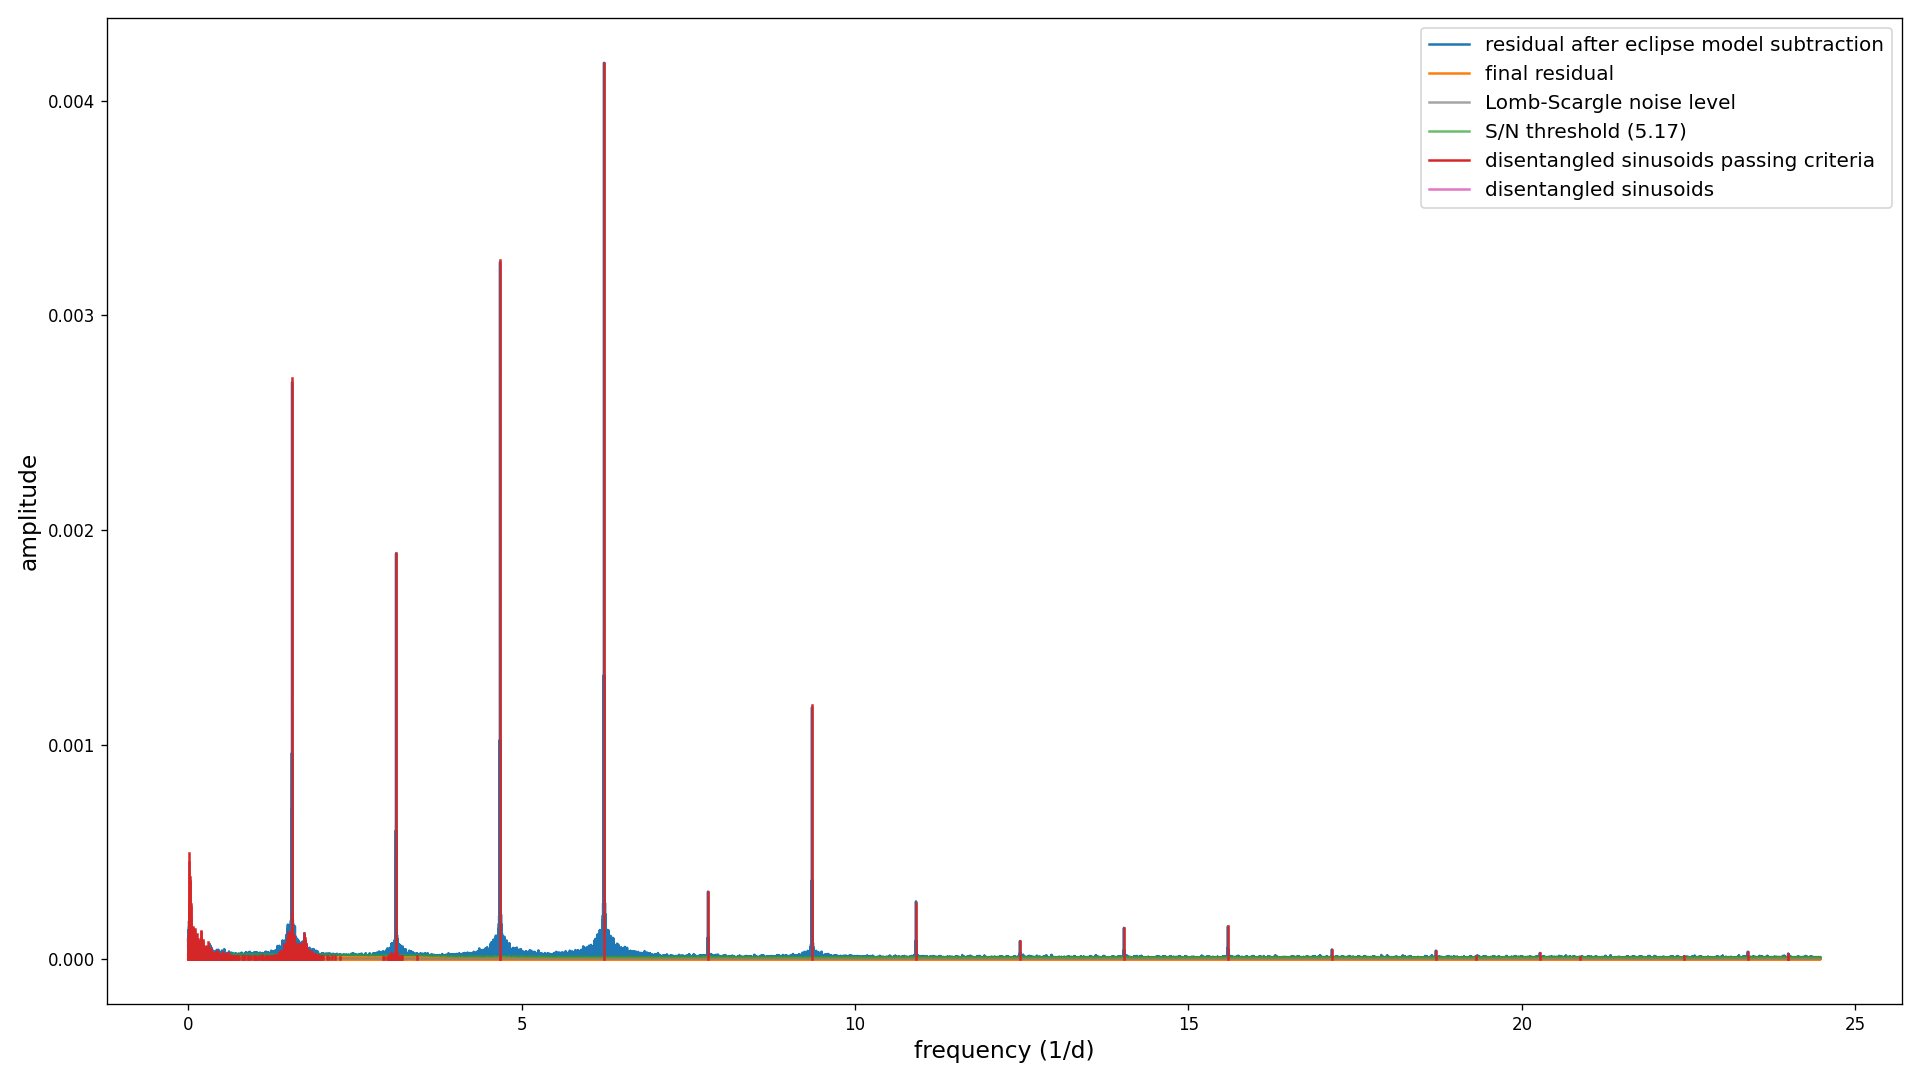 residual after eclipse model subtraction
final residual
Lomb-Scargle noise level
S/N threshold (5.17)
disentangled sinusoids passing criteria
disentangled sinusoids
0.004
0.003
0.002
0.001
0.000
amplitude
0 5 10 15 20 25
frequency (1/d)